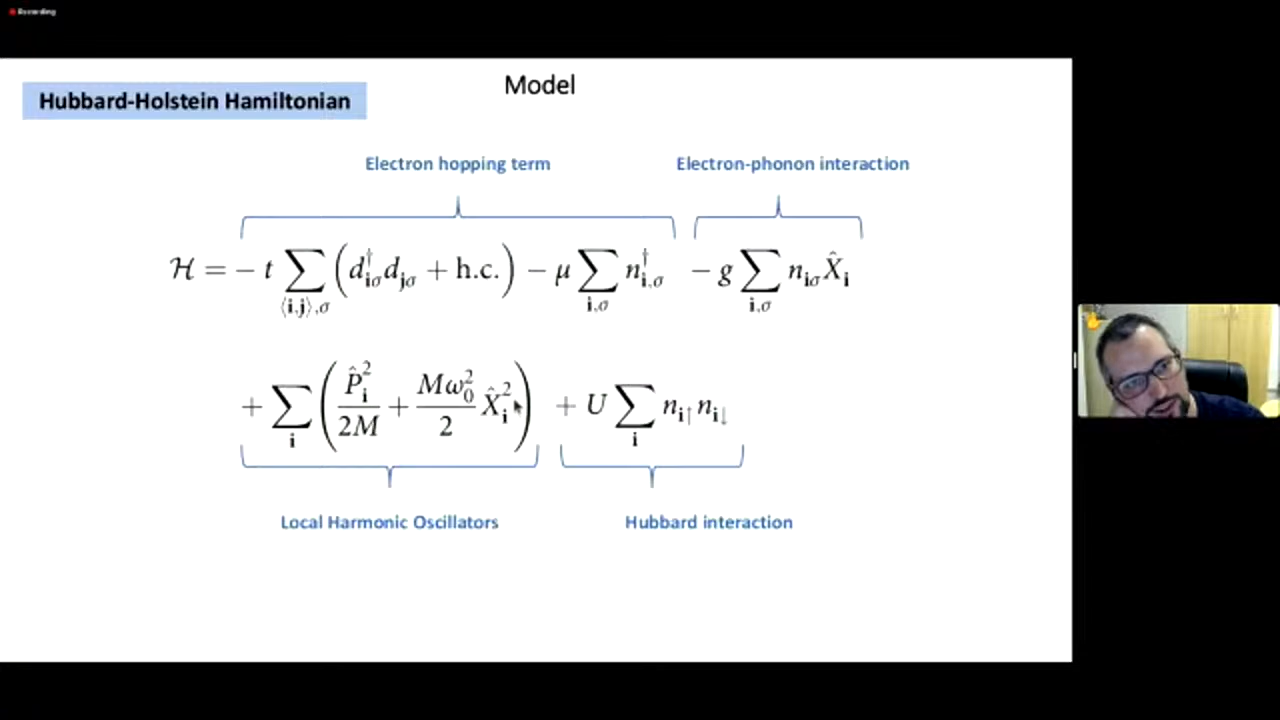 Recording
Model
Hubbard-Holstein Hamiltonian
Electron hopping term
Electron-phonon interaction
ℋ = − t ∑⟨i,j⟩,σ (d†iσ djσ + h.c.) − μ ∑i,σ n†i,σ − g ∑i,σ niσ X̂i
+ ∑i (P̂i²/2M + Mω0²/2 X̂i²) + U ∑i ni↑ ni↓
Local Harmonic Oscillators
Hubbard interaction